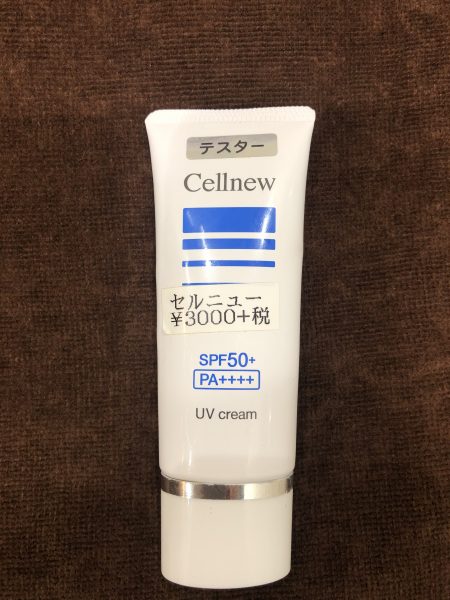 テスター
Cellnew
セルニュー
¥3000+税
SPF50+
PA++++
UV cream